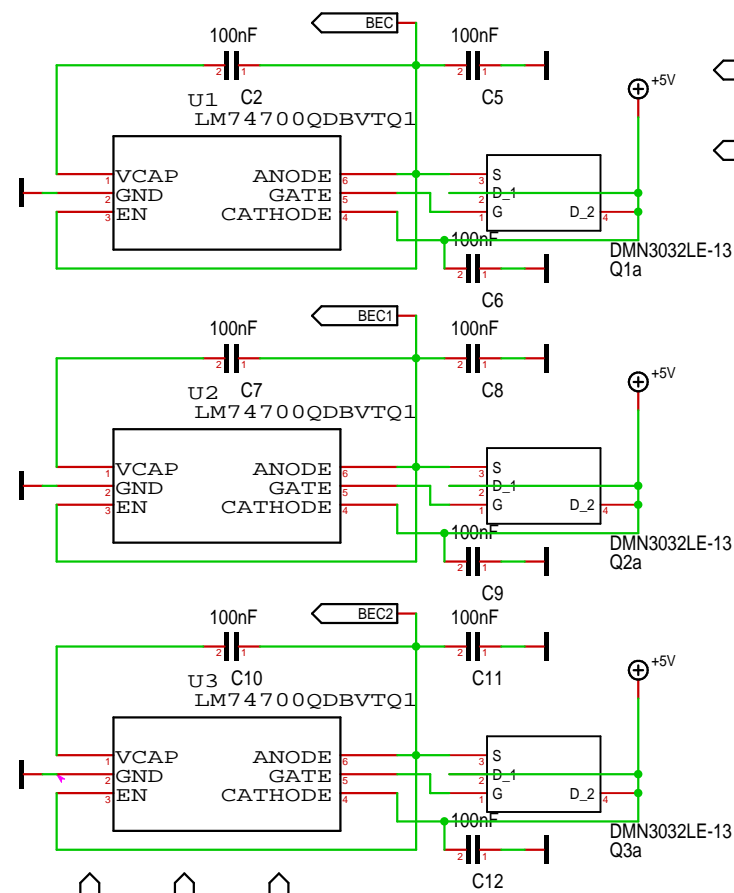 BEC
100nF
100nF
+5V
U1
C2
C5
LM74700QDBVTQ1
VCAP
ANODE
S
1
6
3
GND
GATE
D_1
2
5
2
EN
CATHODE
G
D_2
3
4
1
4
100nF
DMN3032LE-13
Q1a
2
1
C6
2
1
2
1
BEC1
100nF
100nF
+5V
2
1
2
1
U2
C7
C8
LM74700QDBVTQ1
VCAP
ANODE
S
1
6
3
GND
GATE
D_1
2
5
2
EN
CATHODE
G
D_2
3
4
1
4
100nF
DMN3032LE-13
Q2a
2
1
C9
BEC2
100nF
100nF
+5V
2
1
2
1
U3
C10
C11
LM74700QDBVTQ1
VCAP
ANODE
S
1
6
3
GND
GATE
D_1
2
5
2
EN
CATHODE
G
D_2
3
4
1
4
100nF
DMN3032LE-13
Q3a
2
1
C12